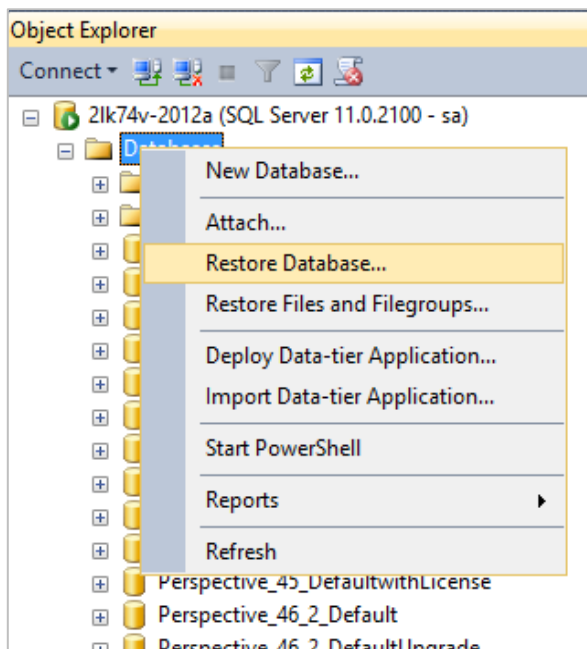 Object Explorer
Connect
2lk74v-2012a (SQL Server 11.0.2100 - sa)
New Database...
Attach...
Restore Database...
Restore Files and Filegroups...
Deploy Data-tier Application...
Import Data-tier Application...
Start PowerShell
Reports
Refresh
Perspective_45_DefaultwithLicense
Perspective_46_2_Default
Perspective_46_2_DefaultUpgrade